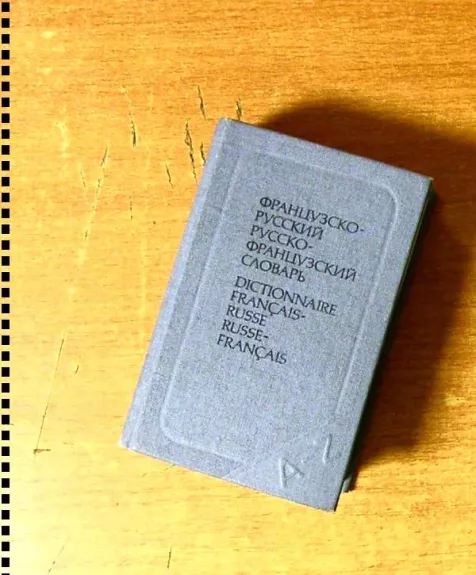 ФРАНЦУЗСКО-
РУССКИЙ
РУССКО-
ФРАНЦУЗСКИЙ
СЛОВАРЬ
DICTIONNAIRE
FRANÇAIS-
RUSSE
RUSSE-
FRANÇAIS